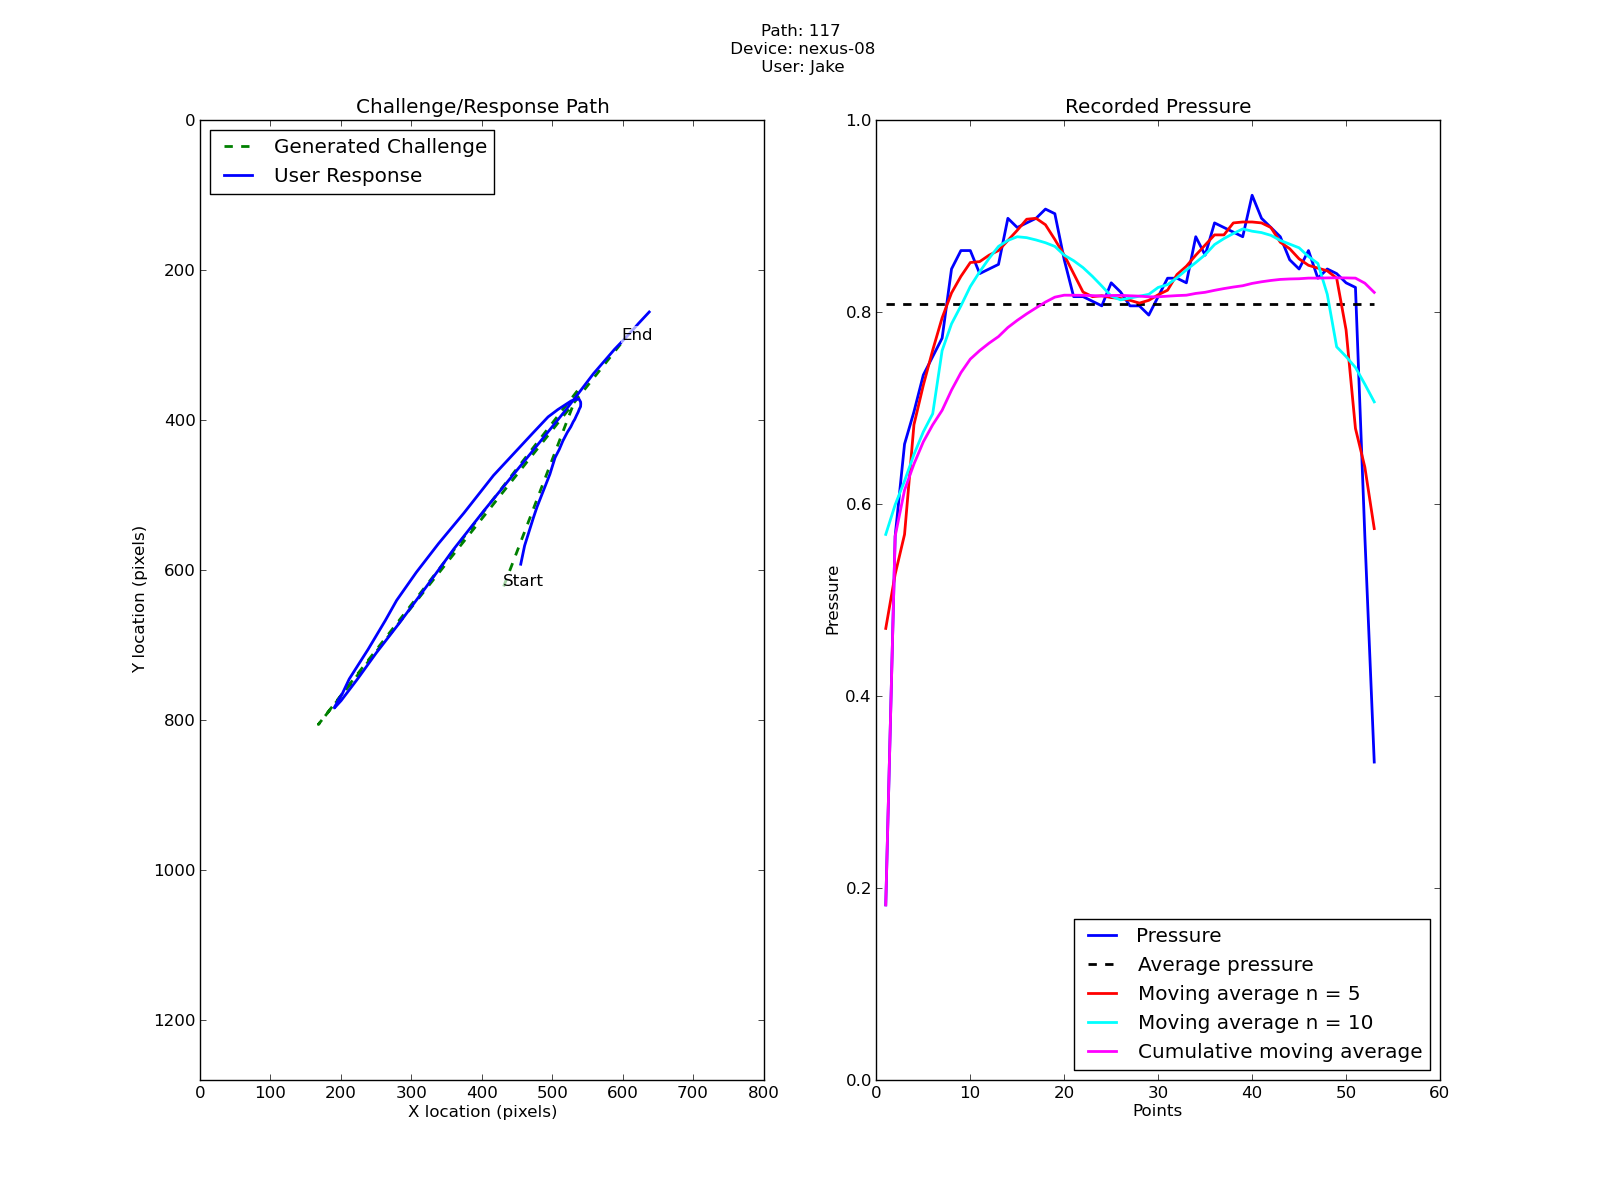 Path: 117
Device: nexus-08
User: Jake
Challenge/Response Path
Generated Challenge
User Response
End
Start
0
200
400
600
800
1000
1200
Y location (pixels)
0 100 200 300 400 500 600 700 800
X location (pixels)
Recorded Pressure
1.0
0.8
0.6
0.4
0.2
0.0
Pressure
Pressure
Average pressure
Moving average n = 5
Moving average n = 10
Cumulative moving average
0 10 20 30 40 50 60
Points